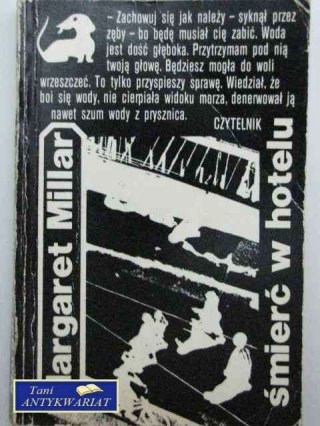 – Zachowuj się jak należy – syknął przez
zęby – bo będę musiał cię zabić. Woda
jest dość głęboka. Przytrzymam pod nią
twoją głowę. Będziesz mogła do woli
wrzeszczeć. To tylko przyspieszy sprawę. Wiedział, że
boi się wody, nie cierpiała widoku morza, denerwował ją
nawet szum wody z prysznica.
CZYTELNIK
Margaret Millar
śmierć w hotelu
Tani
ANTYKWARIAT